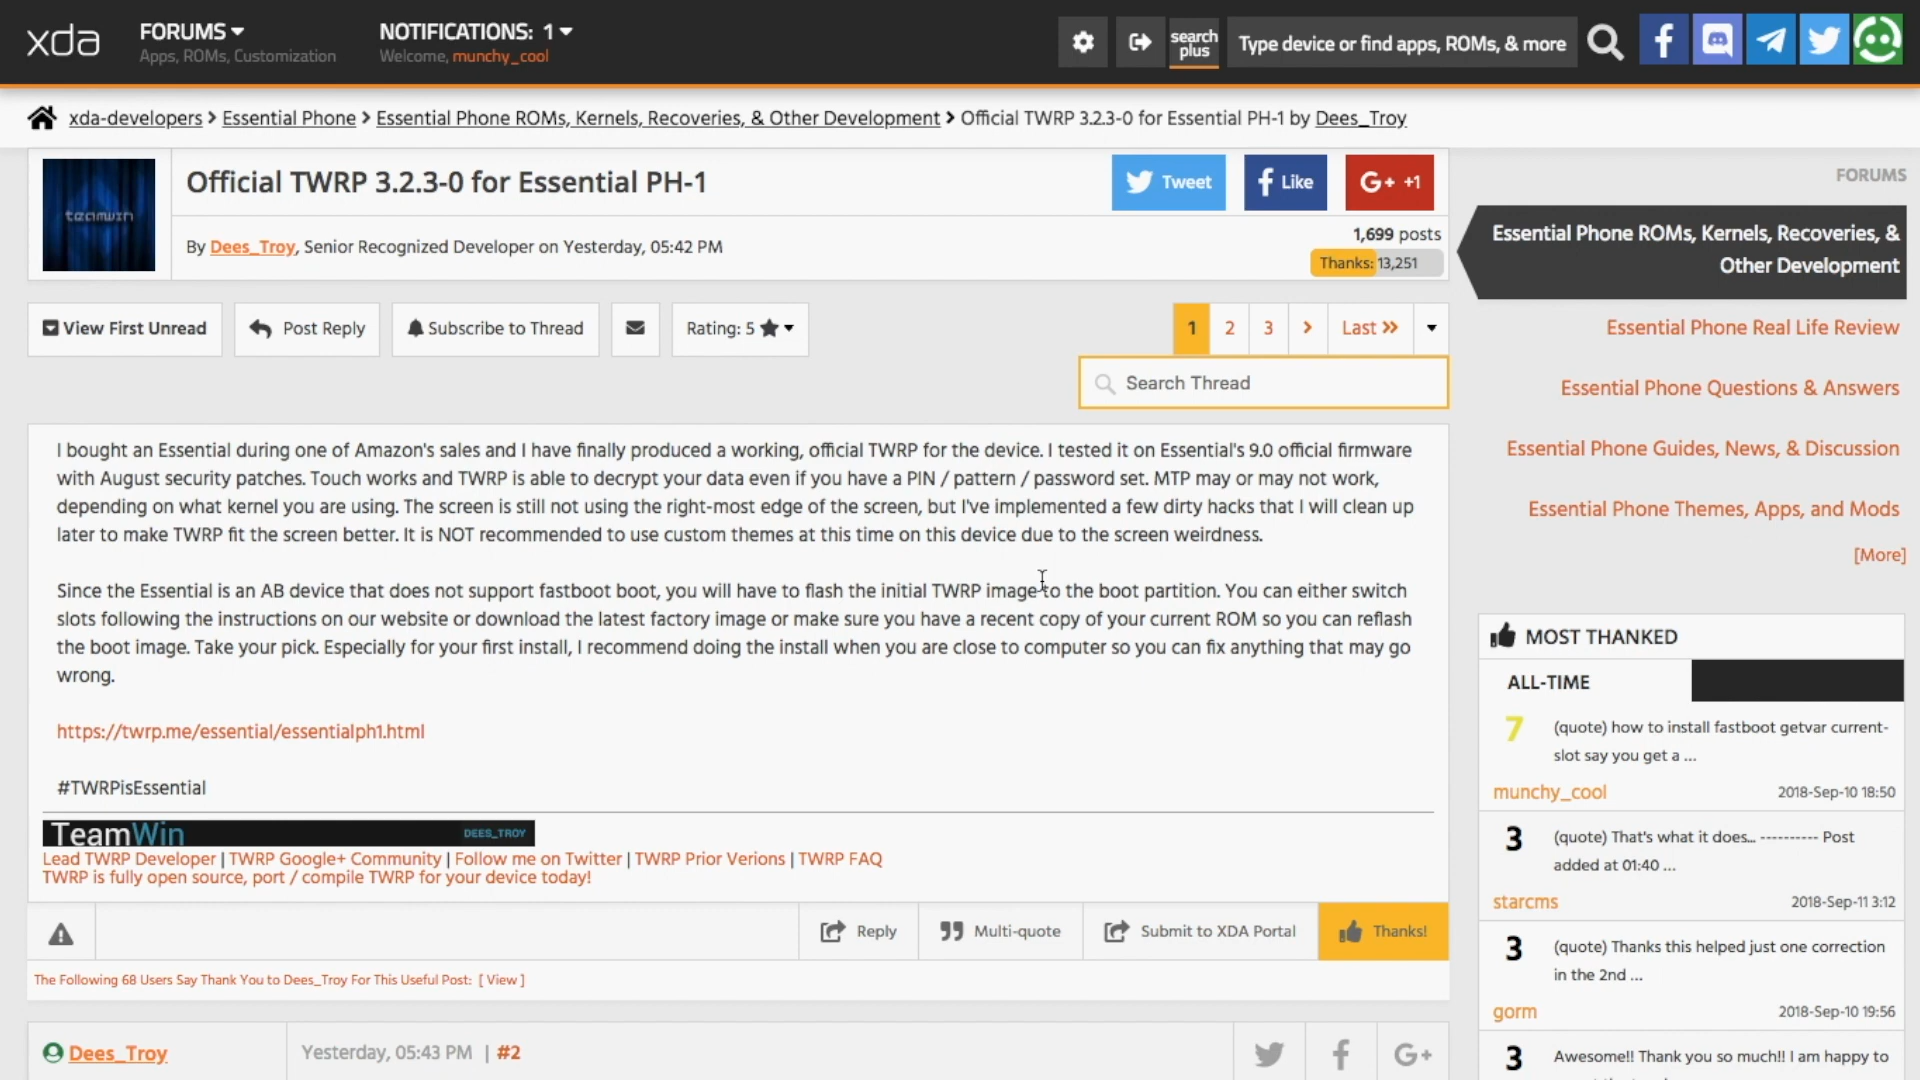 xda
FORUMS
Apps, ROMs, Customization
NOTIFICATIONS: 1
Welcome, munchy_cool
search
plus
Type device or find apps, ROMs, & more
xda-developers > Essential Phone > Essential Phone ROMs, Kernels, Recoveries, & Other Development > Official TWRP 3.2.3-0 for Essential PH-1 by Dees_Troy
teamwin
Official TWRP 3.2.3-0 for Essential PH-1
Tweet
Like
G+ +1
By Dees_Troy, Senior Recognized Developer on Yesterday, 05:42 PM
1,699 posts
Thanks: 13,251
View First Unread
Post Reply
Subscribe to Thread
Rating: 5
1 2 3 > Last >>
Search Thread
I bought an Essential during one of Amazon's sales and I have finally produced a working, official TWRP for the device. I tested it on Essential's 9.0 official firmware
with August security patches. Touch works and TWRP is able to decrypt your data even if you have a PIN / pattern / password set. MTP may or may not work,
depending on what kernel you are using. The screen is still not using the right-most edge of the screen, but I've implemented a few dirty hacks that I will clean up
later to make TWRP fit the screen better. It is NOT recommended to use custom themes at this time on this device due to the screen weirdness.
Since the Essential is an AB device that does not support fastboot boot, you will have to flash the initial TWRP image to the boot partition. You can either switch
slots following the instructions on our website or download the latest factory image or make sure you have a recent copy of your current ROM so you can reflash
the boot image. Take your pick. Especially for your first install, I recommend doing the install when you are close to computer so you can fix anything that may go
wrong.
https://twrp.me/essential/essentialph1.html
#TWRPisEssential
TeamWin DEES_TROY
Lead TWRP Developer | TWRP Google+ Community | Follow me on Twitter | TWRP Prior Verions | TWRP FAQ
TWRP is fully open source, port / compile TWRP for your device today!
Reply
Multi-quote
Submit to XDA Portal
Thanks!
The Following 68 Users Say Thank You to Dees_Troy For This Useful Post: [ View ]
Dees_Troy
Yesterday, 05:43 PM | #2
G+
FORUMS
Essential Phone ROMs, Kernels, Recoveries, &
Other Development
Essential Phone Real Life Review
Essential Phone Questions & Answers
Essential Phone Guides, News, & Discussion
Essential Phone Themes, Apps, and Mods
[More]
MOST THANKED
ALL-TIME
7 (quote) how to install fastboot getvar current-
slot say you get a ...
munchy_cool 2018-Sep-10 18:50
3 (quote) That's what it does... ---------- Post
added at 01:40 ...
starcms 2018-Sep-11 3:12
3 (quote) Thanks this helped just one correction
in the 2nd ...
gorm 2018-Sep-10 19:56
3 Awesome!! Thank you so much!! I am happy to